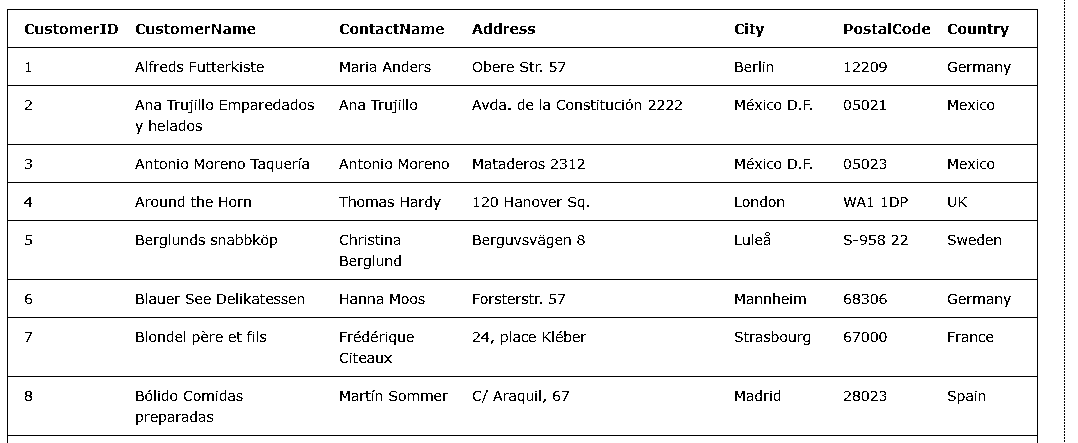 CustomerID CustomerName ContactName Address City PostalCode Country
1 Alfreds Futterkiste Maria Anders Obere Str. 57 Berlin 12209 Germany
2 Ana Trujillo Emparedados Ana Trujillo Avda. de la Constitución 2222 México D.F. 05021 Mexico
y helados
3 Antonio Moreno Taquería Antonio Moreno Mataderos 2312 México D.F. 05023 Mexico
4 Around the Horn Thomas Hardy 120 Hanover Sq. London WA1 1DP UK
5 Berglunds snabbköp Christina Berguvsvägen 8 Luleå S-958 22 Sweden
Berglund
6 Blauer See Delikatessen Hanna Moos Forsterstr. 57 Mannheim 68306 Germany
7 Blondel père et fils Frédérique 24, place Kléber Strasbourg 67000 France
Citeaux
8 Bólido Comidas Martín Sommer C/ Araquil, 67 Madrid 28023 Spain
preparadas